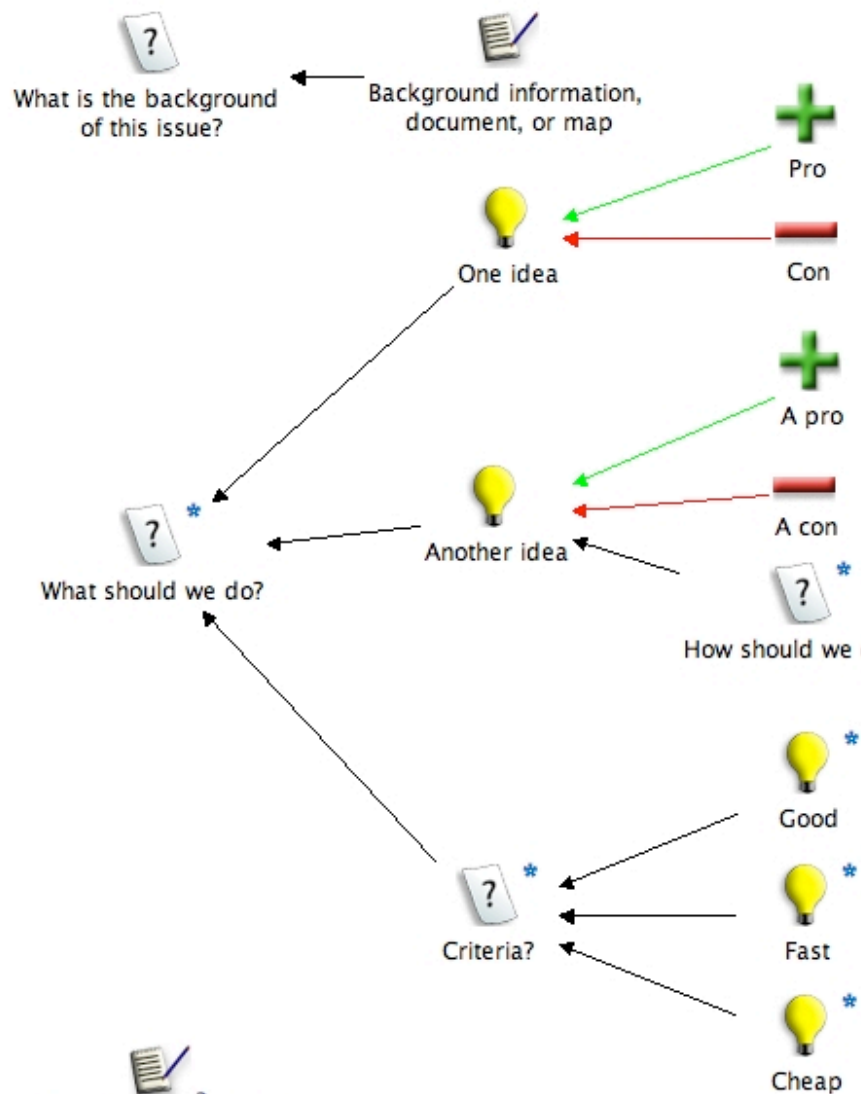 What is the background
of this issue?
Background information,
document, or map
Pro
One idea
Con
A pro
Another idea
A con
What should we do?
How should we
Good
Criteria?
Fast
Cheap